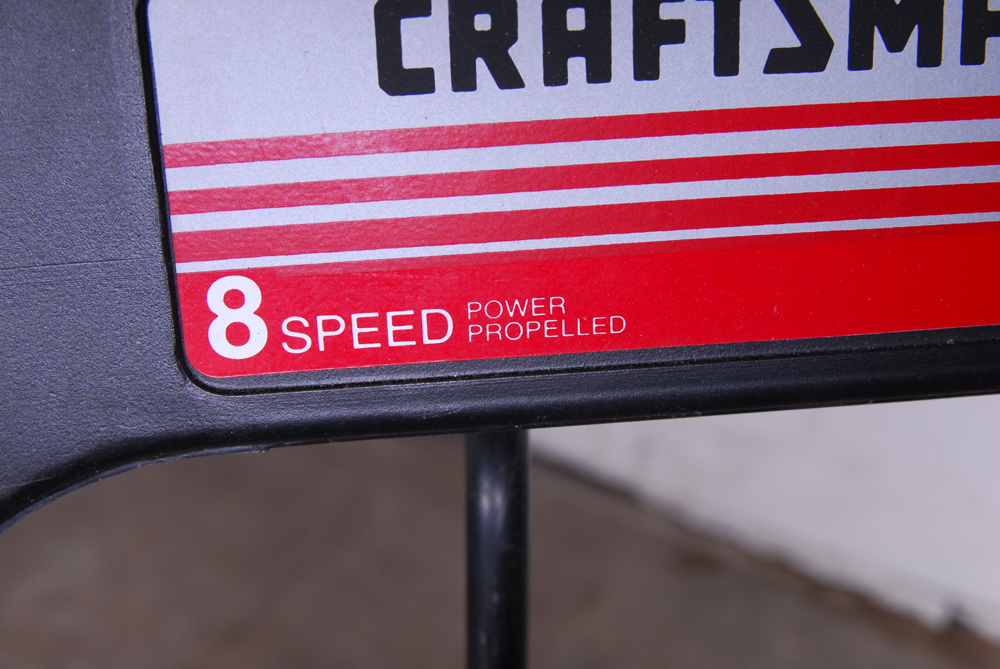 CRAFTSMA
8 SPEED POWER
PROPELLED